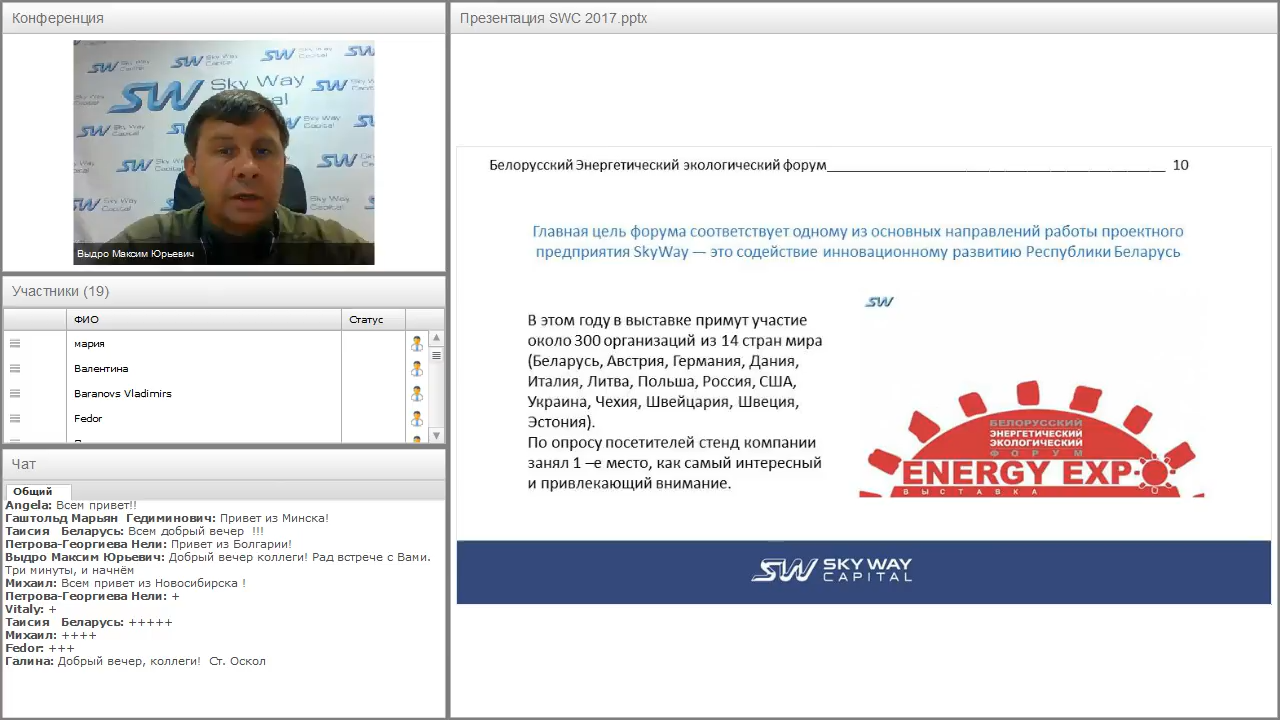 Конференция
SW Sky Way Capital
Выдро Максим Юрьевич
Участники (19)
ФИО
Статус
мария
Валентина
Baranovs Vladimirs
Fedor
Чат
Общий
Angela: Всем привет!!
Гаштольд Марьян Гедиминович: Привет из Минска!
Таисия Беларусь: Всем добрый вечер !!!
Петрова-Георгиева Нели: Привет из Болгарии!
Выдро Максим Юрьевич: Добрый вечер коллеги! Рад встрече с Вами.
Три минуты, и начнём
Михаил: Всем привет из Новосибирска !
Петрова-Георгиева Нели: +
Vitaly: +
Таисия Беларусь: +++++
Михаил: ++++
Fedor: +++
Галина: Добрый вечер, коллеги! Ст. Оскол
Презентация SWC 2017.pptx
Белорусский Энергетический экологический форум 10
Главная цель форума соответствует одному из основных направлений работы проектного
предприятия SkyWay — это содействие инновационному развитию Республики Беларусь
В этом году в выставке примут участие
около 300 организаций из 14 стран мира
(Беларусь, Австрия, Германия, Дания,
Италия, Литва, Польша, Россия, США,
Украина, Чехия, Швейцария, Швеция,
Эстония).
По опросу посетителей стенд компании
занял 1 –е место, как самый интересный
и привлекающий внимание.
SW
БЕЛОРУССКИЙ
ЭНЕРГЕТИЧЕСКИЙ
ЭКОЛОГИЧЕСКИЙ
ФОРУМ
ENERGY EXPO
ВЫСТАВКА
SW SKY WAY
CAPITAL